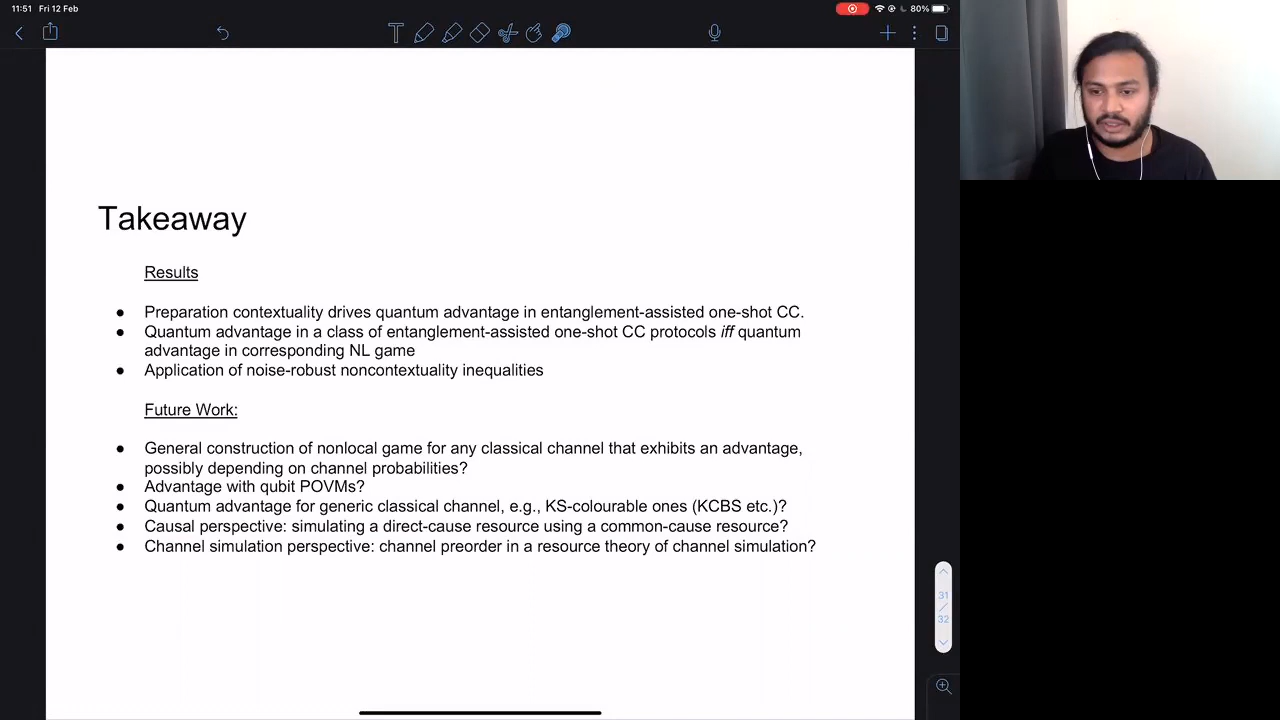 11:51 Fri 12 Feb
80%
Takeaway
Results
● Preparation contextuality drives quantum advantage in entanglement-assisted one-shot CC.
● Quantum advantage in a class of entanglement-assisted one-shot CC protocols iff quantum
advantage in corresponding NL game
● Application of noise-robust noncontextuality inequalities
Future Work:
● General construction of nonlocal game for any classical channel that exhibits an advantage,
possibly depending on channel probabilities?
● Advantage with qubit POVMs?
● Quantum advantage for generic classical channel, e.g., KS-colourable ones (KCBS etc.)?
● Causal perspective: simulating a direct-cause resource using a common-cause resource?
● Channel simulation perspective: channel preorder in a resource theory of channel simulation?
31
/
32